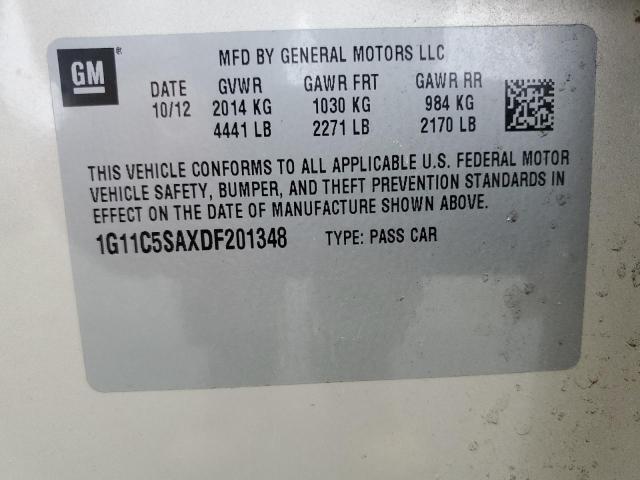 GM ®
MFD BY GENERAL MOTORS LLC
DATE GVWR GAWR FRT GAWR RR
10/12 2014 KG 1030 KG 984 KG
4441 LB 2271 LB 2170 LB
THIS VEHICLE CONFORMS TO ALL APPLICABLE U.S. FEDERAL MOTOR
VEHICLE SAFETY, BUMPER, AND THEFT PREVENTION STANDARDS IN
EFFECT ON THE DATE OF MANUFACTURE SHOWN ABOVE.
1G11C5SAXDF201348 TYPE: PASS CAR